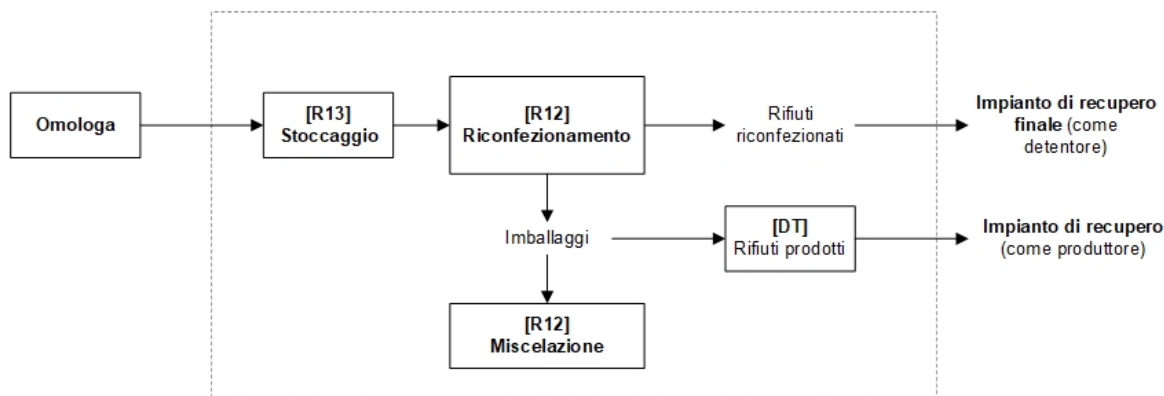 Omologa
[R13]
Stoccaggio
[R12]
Riconfezionamento
Rifiuti
riconfezionati
Impianto di recupero
finale (come
detentore)
Imballaggi
[DT]
Rifiuti prodotti
Impianto di recupero
(come produttore)
[R12]
Miscelazione